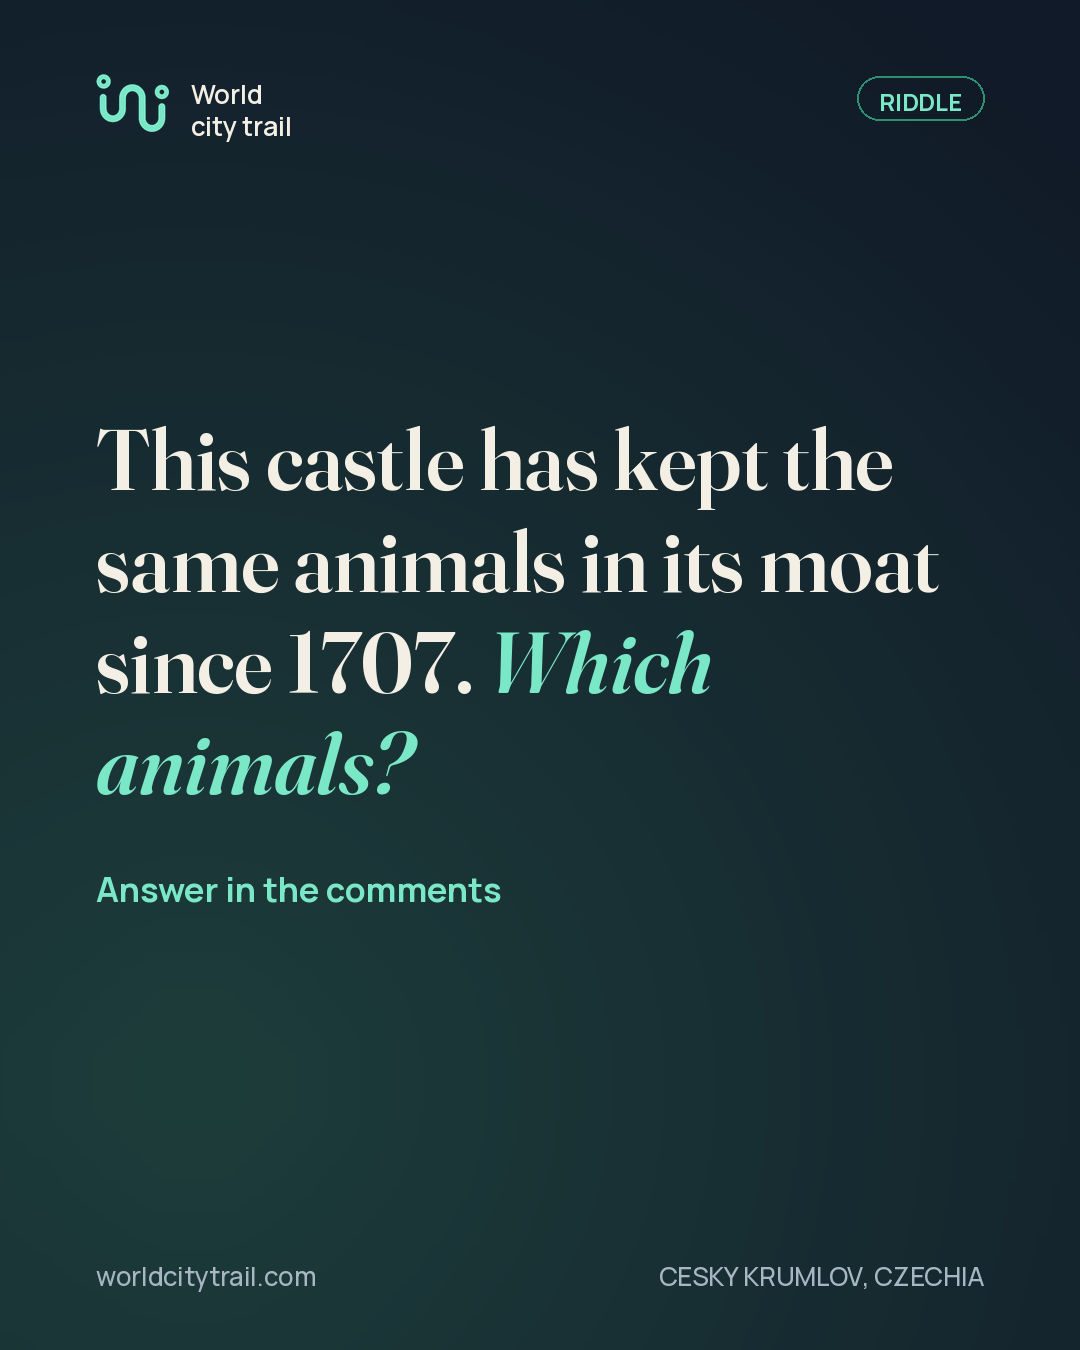 World
city trail
RIDDLE
This castle has kept the
same animals in its moat
since 1707. Which
animals?
Answer in the comments
worldcitytrail.com
CESKY KRUMLOV, CZECHIA